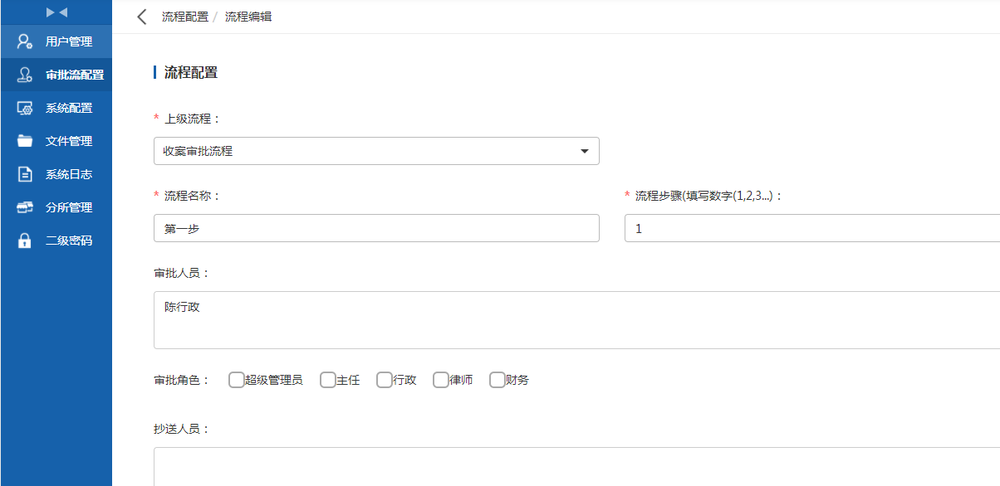 用户管理
审批流配置
系统配置
文件管理
系统日志
分所管理
二级密码
流程配置 / 流程编辑
流程配置
* 上级流程：
收案审批流程
* 流程名称： * 流程步骤(填写数字(1,2,3...)：
第一步 1
审批人员：
陈行政
审批角色： 超级管理员 主任 行政 律师 财务
抄送人员：